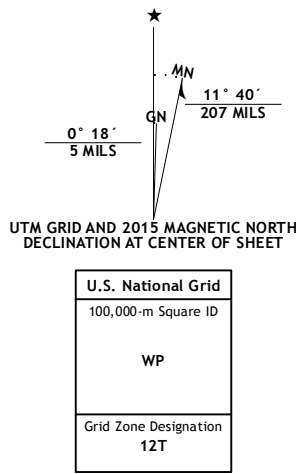 ★
MN
11° 40´
207 MILS
GN
0° 18´
5 MILS
UTM GRID AND 2015 MAGNETIC NORTH
DECLINATION AT CENTER OF SHEET
U.S. National Grid
100,000-m Square ID
WP
Grid Zone Designation
12T